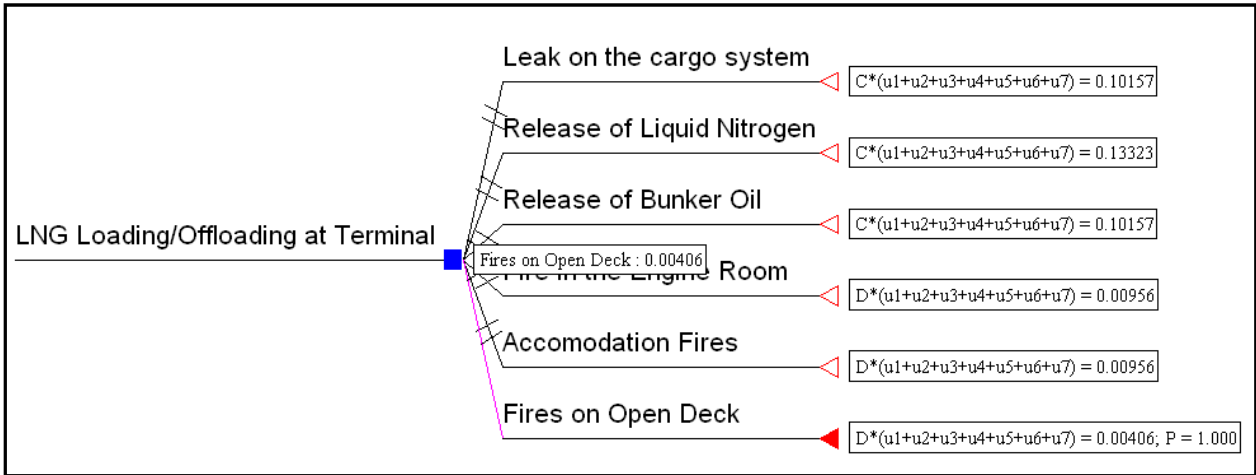 Leak on the cargo system
C*(u1+u2+u3+u4+u5+u6+u7) = 0.10157
Release of Liquid Nitrogen
C*(u1+u2+u3+u4+u5+u6+u7) = 0.13323
Release of Bunker Oil
C*(u1+u2+u3+u4+u5+u6+u7) = 0.10157
LNG Loading/Offloading at Terminal
Fires on Open Deck : 0.00406
Fire in the Engine Room
D*(u1+u2+u3+u4+u5+u6+u7) = 0.00956
Accomodation Fires
D*(u1+u2+u3+u4+u5+u6+u7) = 0.00956
Fires on Open Deck
D*(u1+u2+u3+u4+u5+u6+u7) = 0.00406; P = 1.000